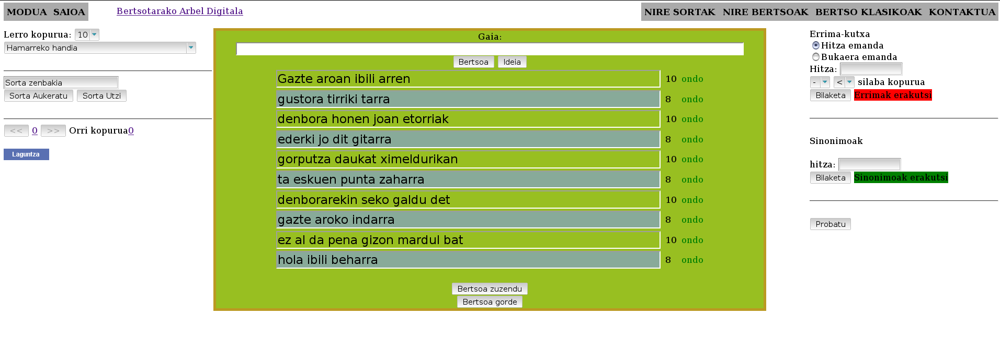 MODUA SAIOA
Bertsotarako Arbel Digitala
NIRE SORTAK NIRE BERTSOAK BERTSO KLASIKOAK KONTAKTUA
Lerro kopurua: 10
Hamarreko handia
Sorta zenbakia
Sorta Aukeratu Sorta Utzi
<< 0 >> Orri kopurua0
Laguntza
Gaia:
Bertsoa Ideia
Gazte aroan ibili arren 10 ondo
gustora tirriki tarra 8 ondo
denbora honen joan etorriak 10 ondo
ederki jo dit gitarra 8 ondo
gorputza daukat ximeldurikan 10 ondo
ta eskuen punta zaharra 8 ondo
denborarekin seko galdu det 10 ondo
gazte aroko indarra 8 ondo
ez al da pena gizon mardul bat 10 ondo
hola ibili beharra 8 ondo
Bertsoa zuzendu
Bertsoa gorde
Errima-kutxa
Hitza emanda
Bukaera emanda
Hitza:
- < silaba kopurua
Bilaketa Errimak erakutsi
Sinonimoak
hitza:
Bilaketa Sinonimoak erakutsi
Probatu